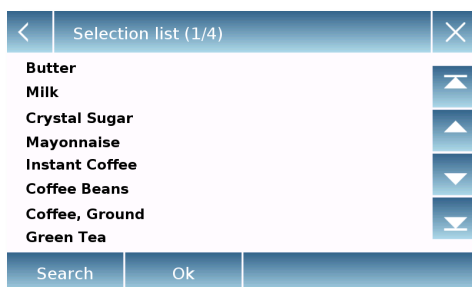 Selection list (1/4)
Butter
Milk
Crystal Sugar
Mayonnaise
Instant Coffee
Coffee Beans
Coffee, Ground
Green Tea
Search Ok